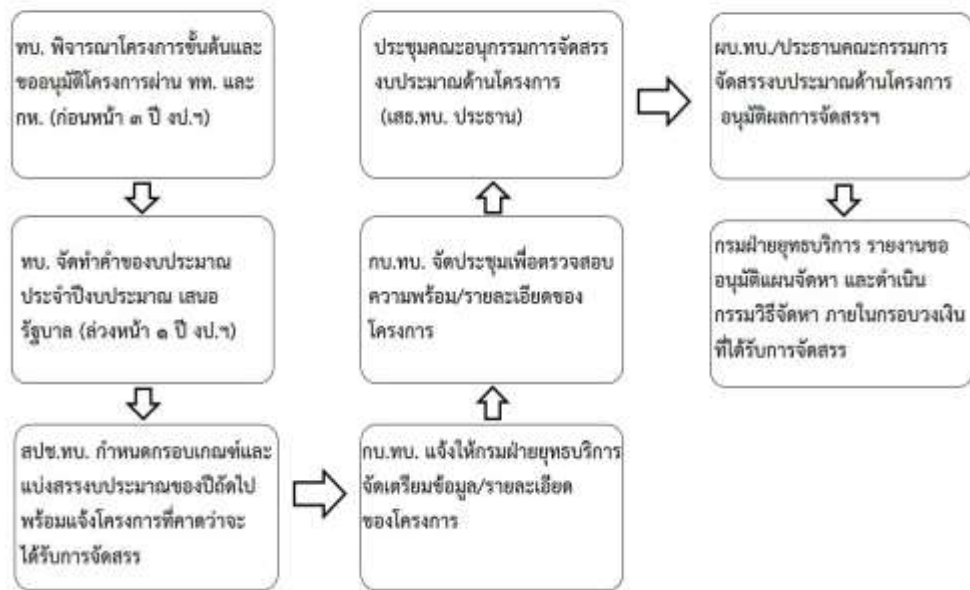 ทบ. พิจารณาโครงการขั้นต้นและ
ขออนุมัติโครงการผ่าน ทท. และ
กห. (ก่อนหน้า ๓ ปี งป.ฯ)
ทบ. จัดทำคำของบประมาณ
ประจำปีงบประมาณ เสนอ
รัฐบาล (ล่วงหน้า ๑ ปี งป.ฯ)
สปช.ทบ. กำหนดกรอบเกณฑ์และ
แบ่งสรรงบประมาณของปีถัดไป
พร้อมแจ้งโครงการที่คาดว่าจะ
ได้รับการจัดสรร
กบ.ทบ. แจ้งให้กรมฝ่ายยุทธบริการ
จัดเตรียมข้อมูล/รายละเอียด
ของโครงการ
กบ.ทบ. จัดประชุมเพื่อตรวจสอบ
ความพร้อม/รายละเอียดของ
โครงการ
ประชุมคณะอนุกรรมการจัดสรร
งบประมาณด้านโครงการ
(เสธ.ทบ. ประธาน)
ผบ.ทบ./ประธานคณะกรรมการ
จัดสรรงบประมาณด้านโครงการ
อนุมัติผลการจัดสรรฯ
กรมฝ่ายยุทธบริการ รายงานขอ
อนุมัติแผนจัดหา และดำเนิน
กรรมวิธีจัดหา ภายในกรอบวงเงิน
ที่ได้รับการจัดสรร